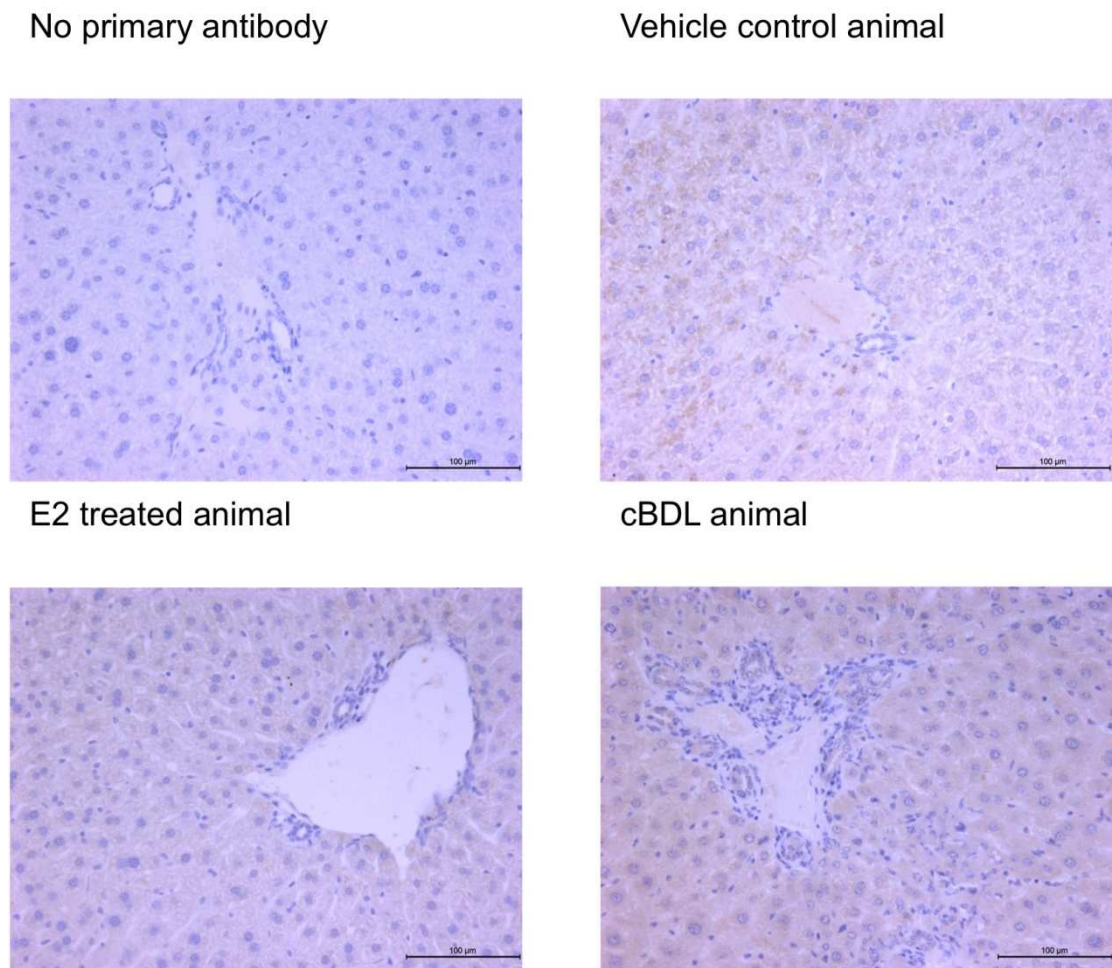 No primary antibody
Vehicle control animal
100 µm
100 µm
E2 treated animal
cBDL animal
100 µm
100 µm